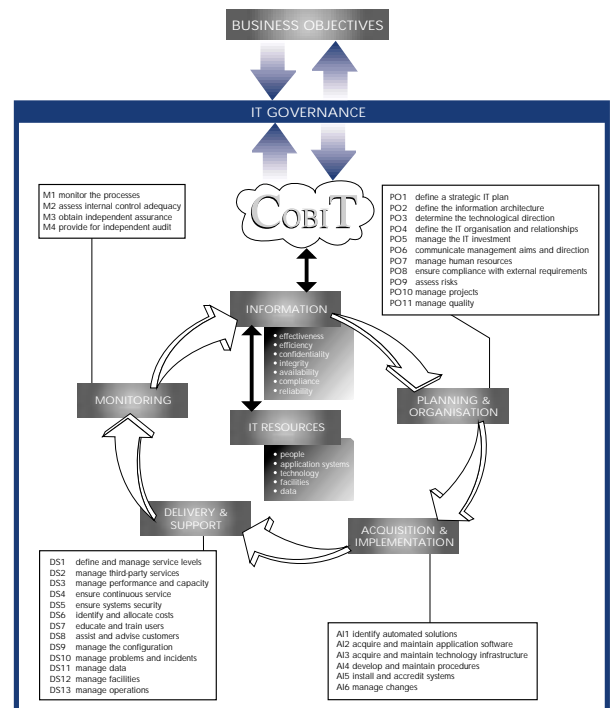 BUSINESS OBJECTIVES
IT GOVERNANCE
COBIT
M1 monitor the processes
M2 assess internal control adequacy
M3 obtain independent assurance
M4 provide for independent audit
PO1 define a strategic IT plan
PO2 define the information architecture
PO3 determine the technological direction
PO4 define the IT organisation and relationships
PO5 manage the IT investment
PO6 communicate management aims and direction
PO7 manage human resources
PO8 ensure compliance with external requirements
PO9 assess risks
PO10 manage projects
PO11 manage quality
INFORMATION
• effectiveness
• efficiency
• confidentiality
• integrity
• availability
• compliance
• reliability
MONITORING
PLANNING &
ORGANISATION
IT RESOURCES
• people
• application systems
• technology
• facilities
• data
DELIVERY &
SUPPORT
ACQUISITION &
IMPLEMENTATION
DS1 define and manage service levels
DS2 manage third-party services
DS3 manage performance and capacity
DS4 ensure continuous service
DS5 ensure systems security
DS6 identify and allocate costs
DS7 educate and train users
DS8 assist and advise customers
DS9 manage the configuration
DS10 manage problems and incidents
DS11 manage data
DS12 manage facilities
DS13 manage operations
AI1 identify automated solutions
AI2 acquire and maintain application software
AI3 acquire and maintain technology infrastructure
AI4 develop and maintain procedures
AI5 install and accredit systems
AI6 manage changes